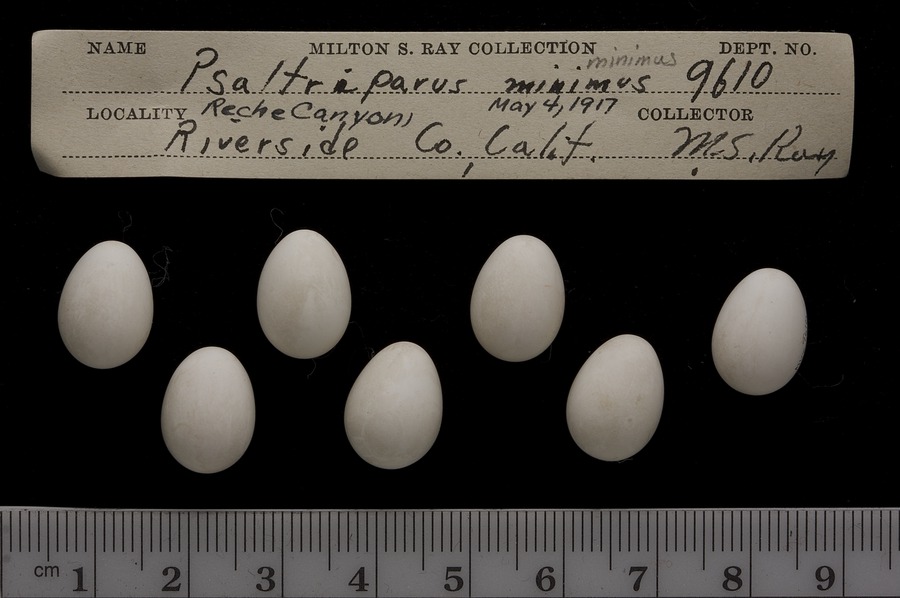 NAME MILTON S. RAY COLLECTION DEPT. NO.
minimus
Psaltriparus minimus 9610
LOCALITY Reche Canyon, May 4, 1917 COLLECTOR
Riverside Co., Calif. M.S. Ray
cm 1 2 3 4 5 6 7 8 9